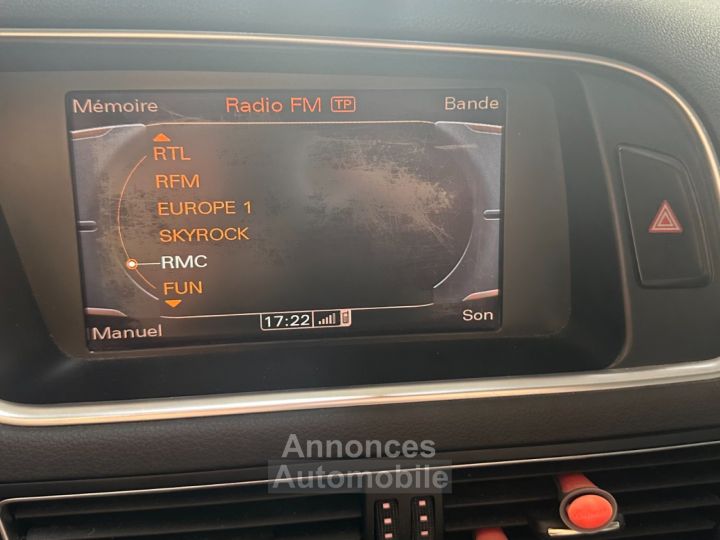 Mémoire
Radio FM TP
Bande
RTL
RFM
EUROPE 1
SKYROCK
RMC
FUN
Manuel
17:22
Son
Annonces
Automobile